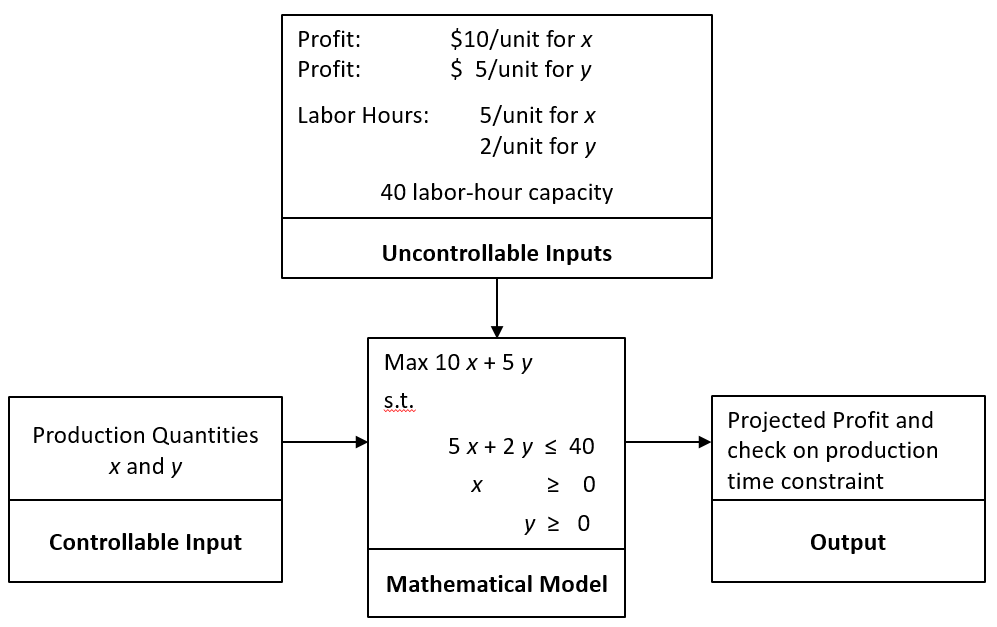 Profit: $10/unit for x
Profit: $ 5/unit for y
Labor Hours: 5/unit for x
2/unit for y
40 labor-hour capacity
Uncontrollable Inputs
Production Quantities
x and y
Controllable Input
Max 10 x + 5 y
s.t.
5 x + 2 y ≤ 40
x ≥ 0
y ≥ 0
Mathematical Model
Projected Profit and
check on production
time constraint
Output